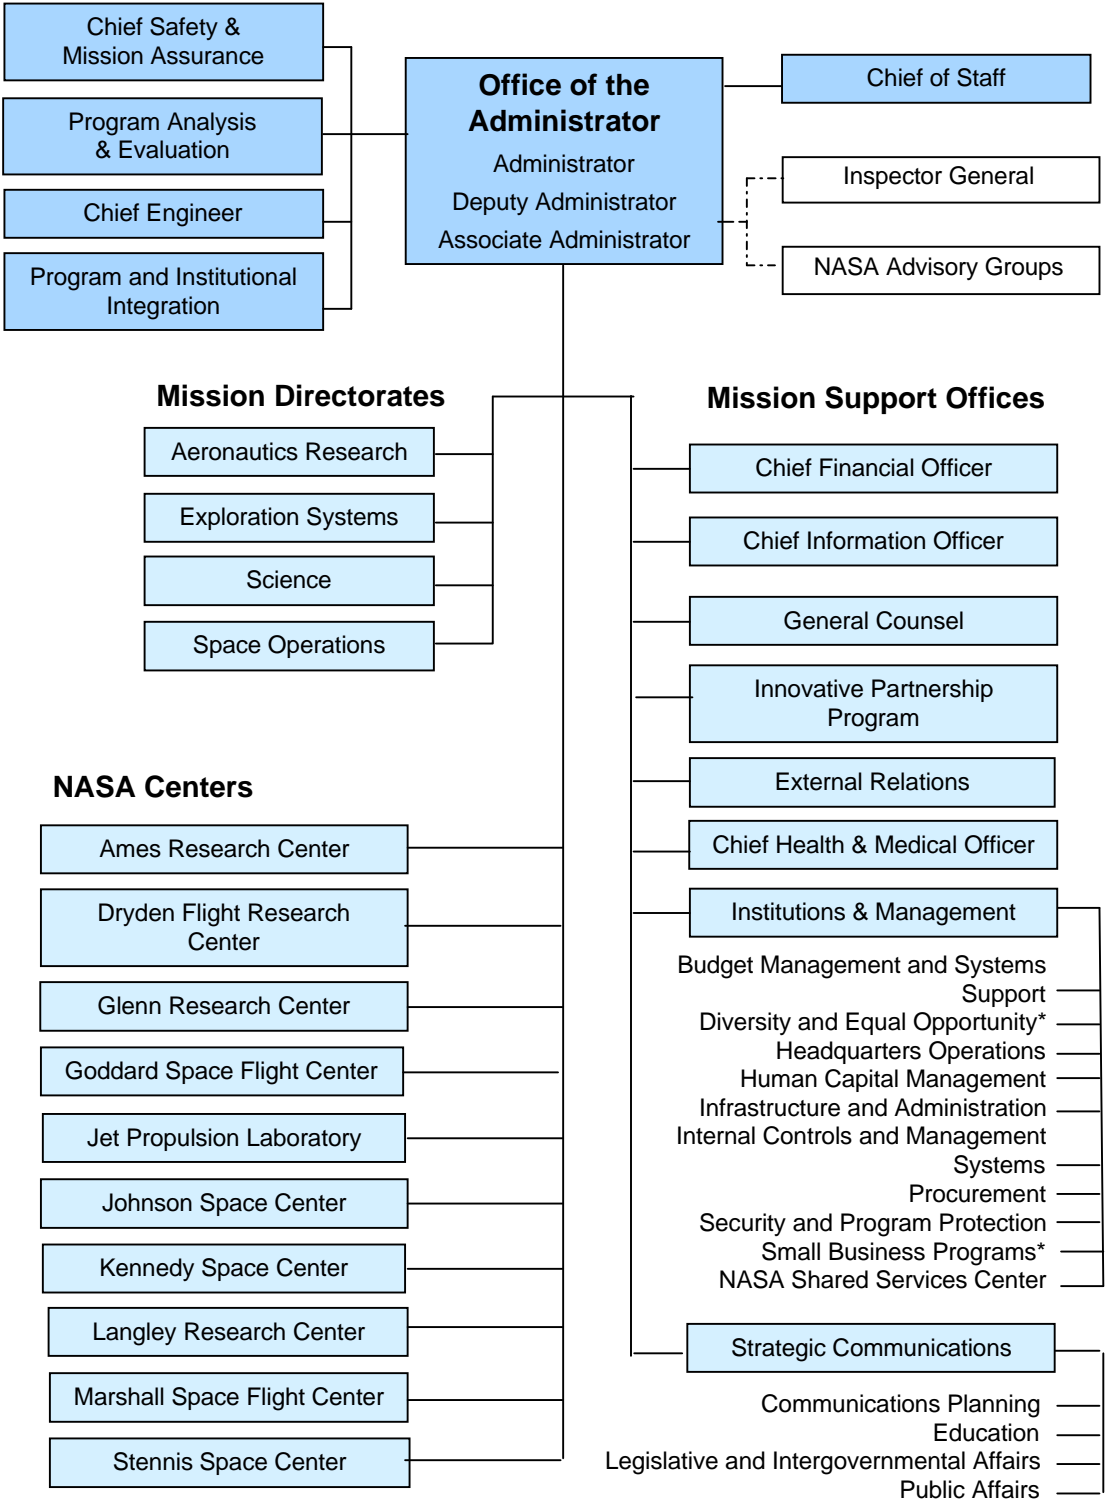 Chief Safety &
Mission Assurance
Program Analysis
& Evaluation
Chief Engineer
Program and Institutional
Integration
Office of the
Administrator
Administrator
Deputy Administrator
Associate Administrator
Chief of Staff
Inspector General
NASA Advisory Groups
Mission Directorates
Aeronautics Research
Exploration Systems
Science
Space Operations
NASA Centers
Ames Research Center
Dryden Flight Research
Center
Glenn Research Center
Goddard Space Flight Center
Jet Propulsion Laboratory
Johnson Space Center
Kennedy Space Center
Langley Research Center
Marshall Space Flight Center
Stennis Space Center
Mission Support Offices
Chief Financial Officer
Chief Information Officer
General Counsel
Innovative Partnership
Program
External Relations
Chief Health & Medical Officer
Institutions & Management
Budget Management and Systems
Support
Diversity and Equal Opportunity*
Headquarters Operations
Human Capital Management
Infrastructure and Administration
Internal Controls and Management
Systems
Procurement
Security and Program Protection
Small Business Programs*
NASA Shared Services Center
Strategic Communications
Communications Planning
Education
Legislative and Intergovernmental Affairs
Public Affairs